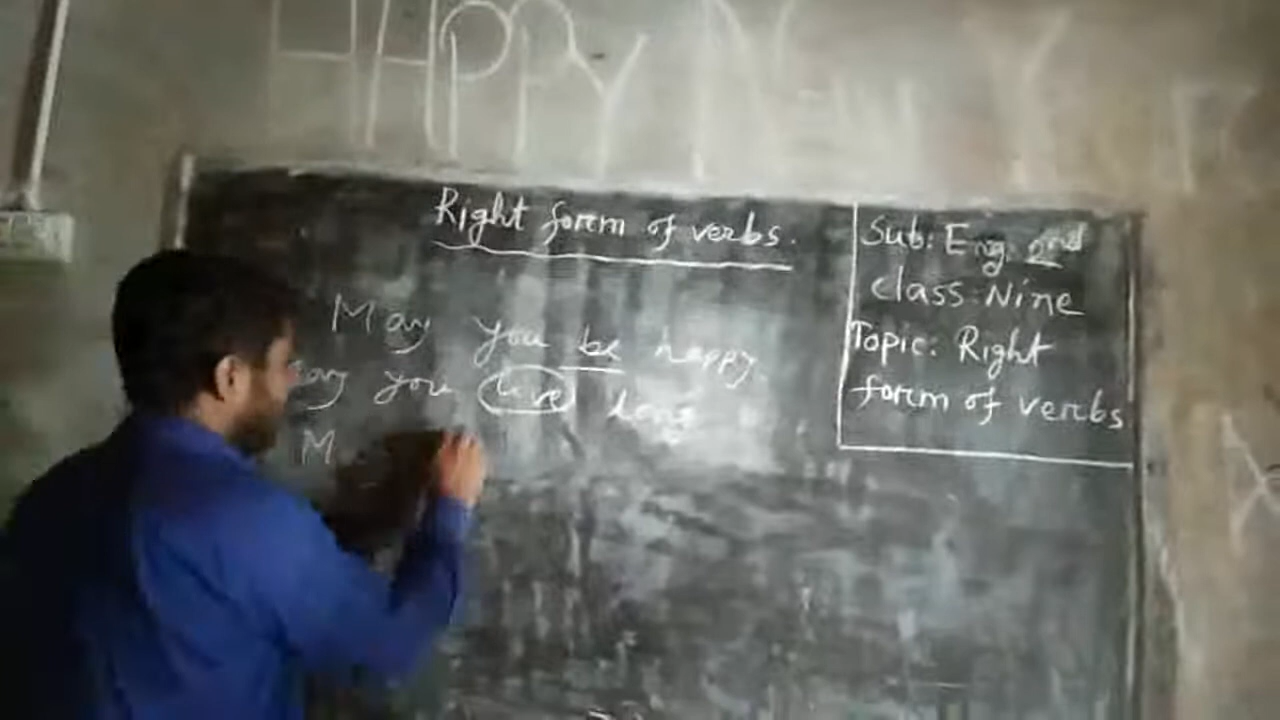 HAPPY N
Right form of verbs.
May you be happy.
may you live long
M
Sub: Eng. 2nd
class: Nine
Topic: Right
form of verbs